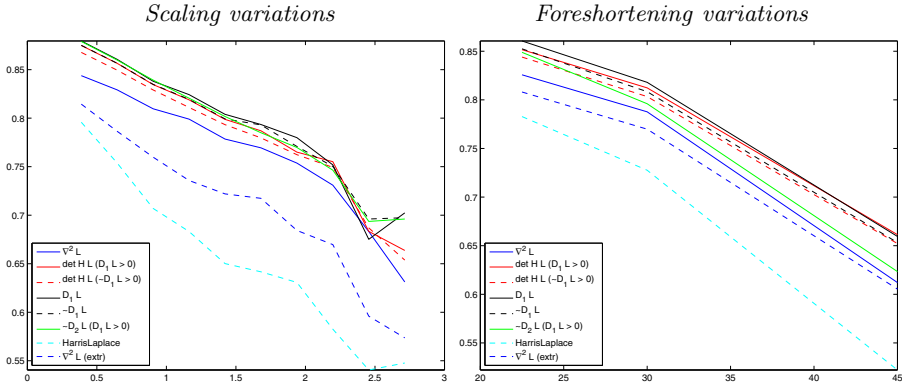 Scaling variations
0.85
0.8
0.75
0.7
0.65
0.6
0.55
∇² L
det H L (D₁ L > 0)
det H L (−D₁ L > 0)
D₁ L
−D₁ L
−D₂ L (D₁ L > 0)
HarrisLaplace
∇² L (extr)
0 0.5 1 1.5 2 2.5 3
Foreshortening variations
0.85
0.8
0.75
0.7
0.65
0.6
0.55
∇² L
det H L (D₁ L > 0)
det H L (−D₁ L > 0)
D₁ L
−D₁ L
−D₂ L (D₁ L > 0)
HarrisLaplace
∇² L (extr)
20 25 30 35 40 45